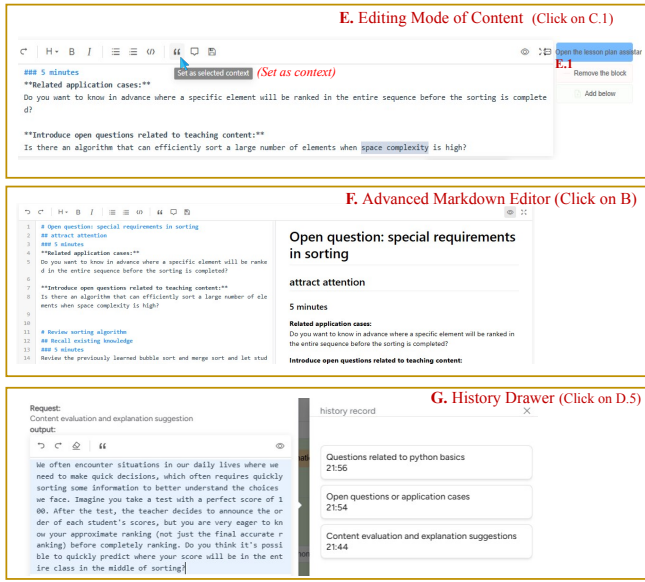 E. Editing Mode of Content (Click on C.1)
H B I </> “
Set as selected context (Set as context)
Open the lesson plan assistar
E.1
Remove the block
Add below
### 5 minutes
**Related application cases:**
Do you want to know in advance where a specific element will be ranked in the entire sequence before the sorting is complete
d?
**Introduce open questions related to teaching content:**
Is there an algorithm that can efficiently sort a large number of elements when space complexity is high?
F. Advanced Markdown Editor (Click on B)
H B I </> “
1 # Open question: special requirements in sorting
2 ## attract attention
3 ### 5 minutes
4 **Related application cases:**
5 Do you want to know in advance where a specific element will be ranke
d in the entire sequence before the sorting is completed?
6
7 **Introduce open questions related to teaching content:**
8 Is there an algorithm that can efficiently sort a large number of ele
ments when space complexity is high?
9
10
11 # Review sorting algorithm
12 ## Recall existing knowledge
13 ### 5 minutes
14 Review the previously learned bubble sort and merge sort and let stud
Open question: special requirements
in sorting
attract attention
5 minutes
Related application cases:
Do you want to know in advance where a specific element will be ranked in
the entire sequence before the sorting is completed?
Introduce open questions related to teaching content:
G. History Drawer (Click on D.5)
Request:
Content evaluation and explanation suggestion
output:
“
We often encounter situations in our daily lives where we
need to make quick decisions, which often requires quickly
sorting some information to better understand the choices
we face. Imagine you take a test with a perfect score of 1
00. After the test, the teacher decides to announce the or
der of each student's scores, but you are very eager to kn
ow your approximate ranking (not just the final accurate r
anking) before completely ranking. Do you think it's possi
ble to quickly predict where your score will be in the ent
ire class in the middle of sorting?
history record
Questions related to python basics
21:56
Open questions or application cases
21:54
Content evaluation and explanation suggestions
21:44